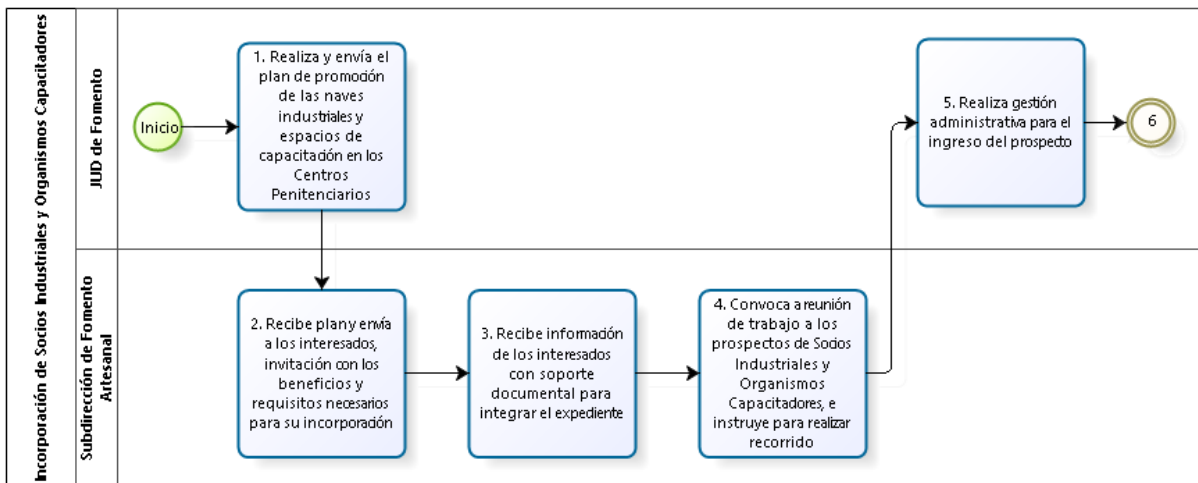 Incorporación de Socios Industriales y Organismos Capacitadores
JUD de Fomento
Inicio
1. Realiza y envía el
plan de promoción
de las naves
industriales y
espacios de
capacitación en los
Centros
Penitenciarios
5. Realiza gestión
administrativa para el
ingreso del prospecto
6
Subdirección de Fomento
Artesanal
2. Recibe plan y envía
a los interesados,
invitación con los
beneficios y
requisitos necesarios
para su incorporación
3. Recibe información
de los interesados
con soporte
documental para
integrar el expediente
4. Convoca a reunión
de trabajo a los
prospectos de Socios
Industriales y
Organismos
Capacitadores, e
instruye para realizar
recorrido